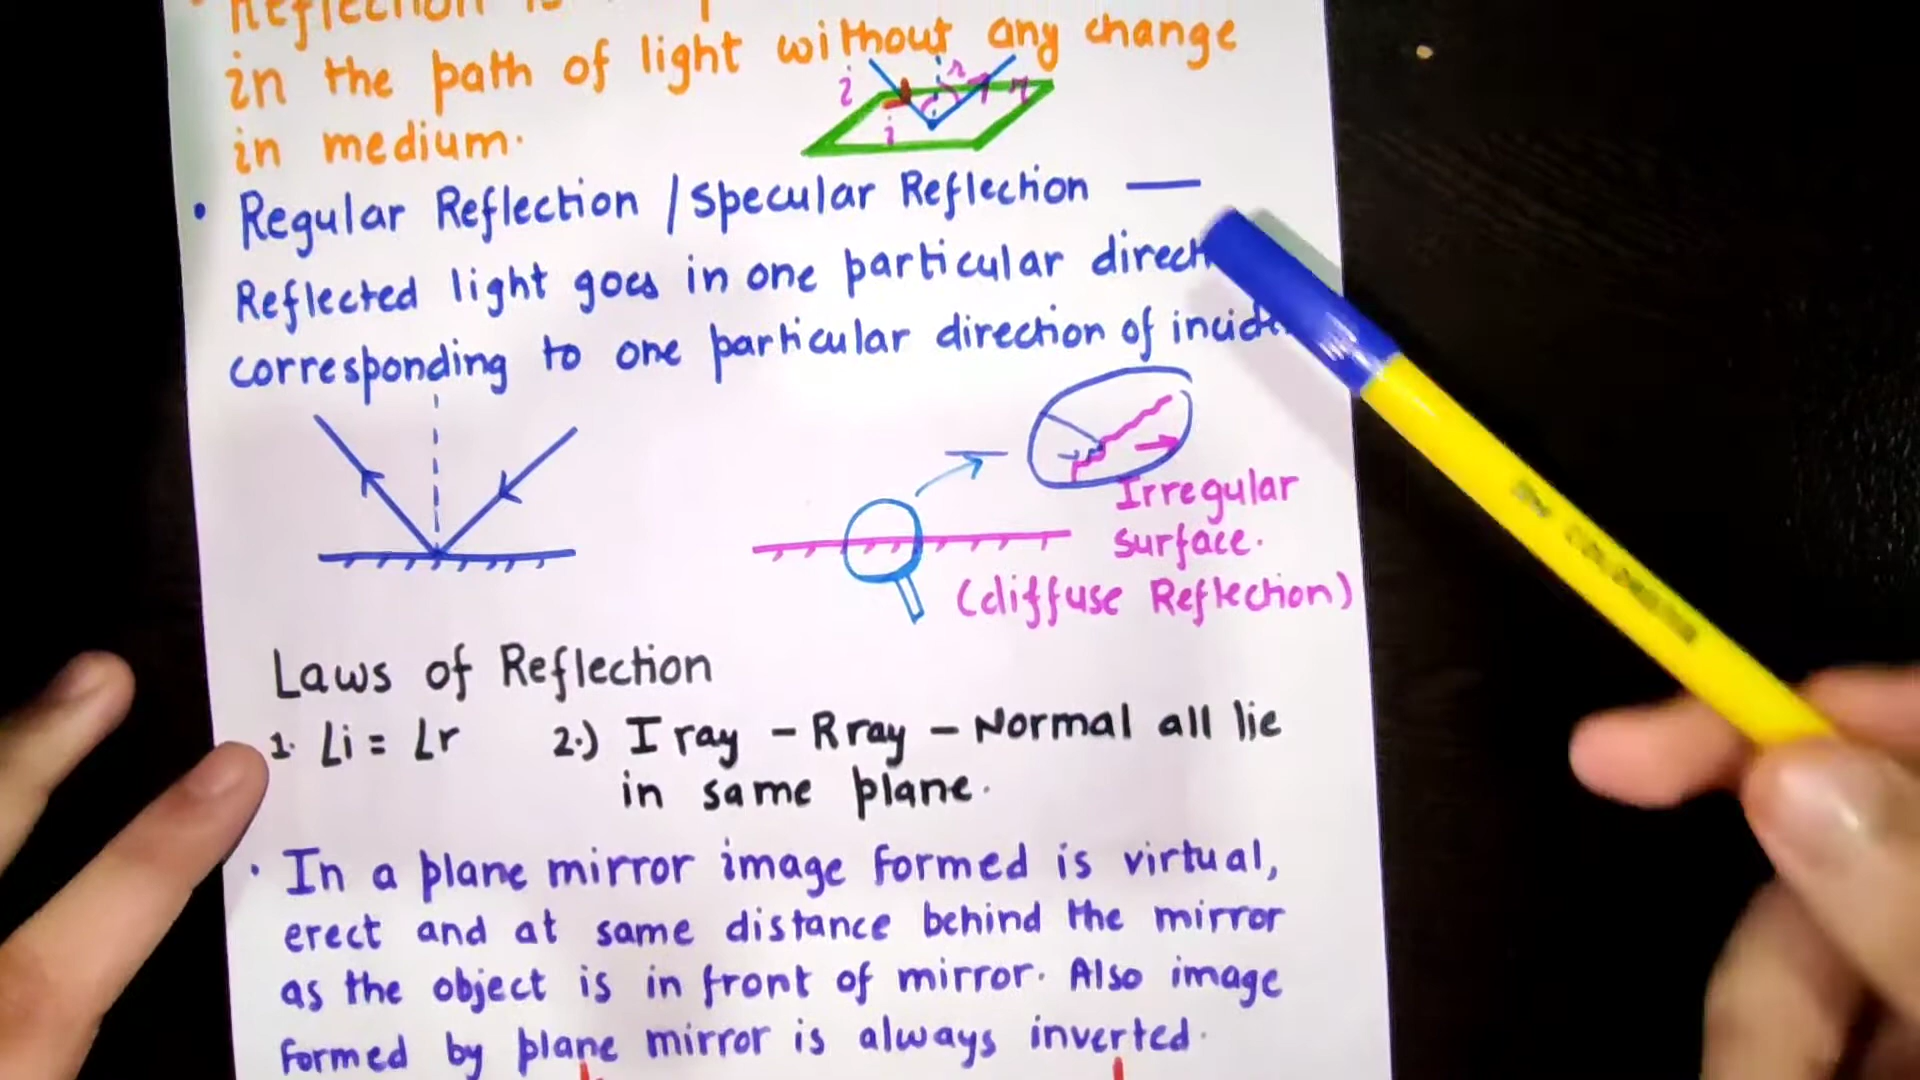 Reflection is
in the path of light without any change
in medium.
i r r
i
• Regular Reflection / Specular Reflection —
Reflected light goes in one particular
corresponding to one particular direction of
Irregular
surface.
(diffuse Reflection)
Laws of Reflection
1. ∠i = ∠r 2.) I ray - R ray - Normal all lie
in same plane.
• In a plane mirror image formed is virtual,
erect and at same distance behind the mirror
as the object is in front of mirror. Also image
formed by plane mirror is always inverted.